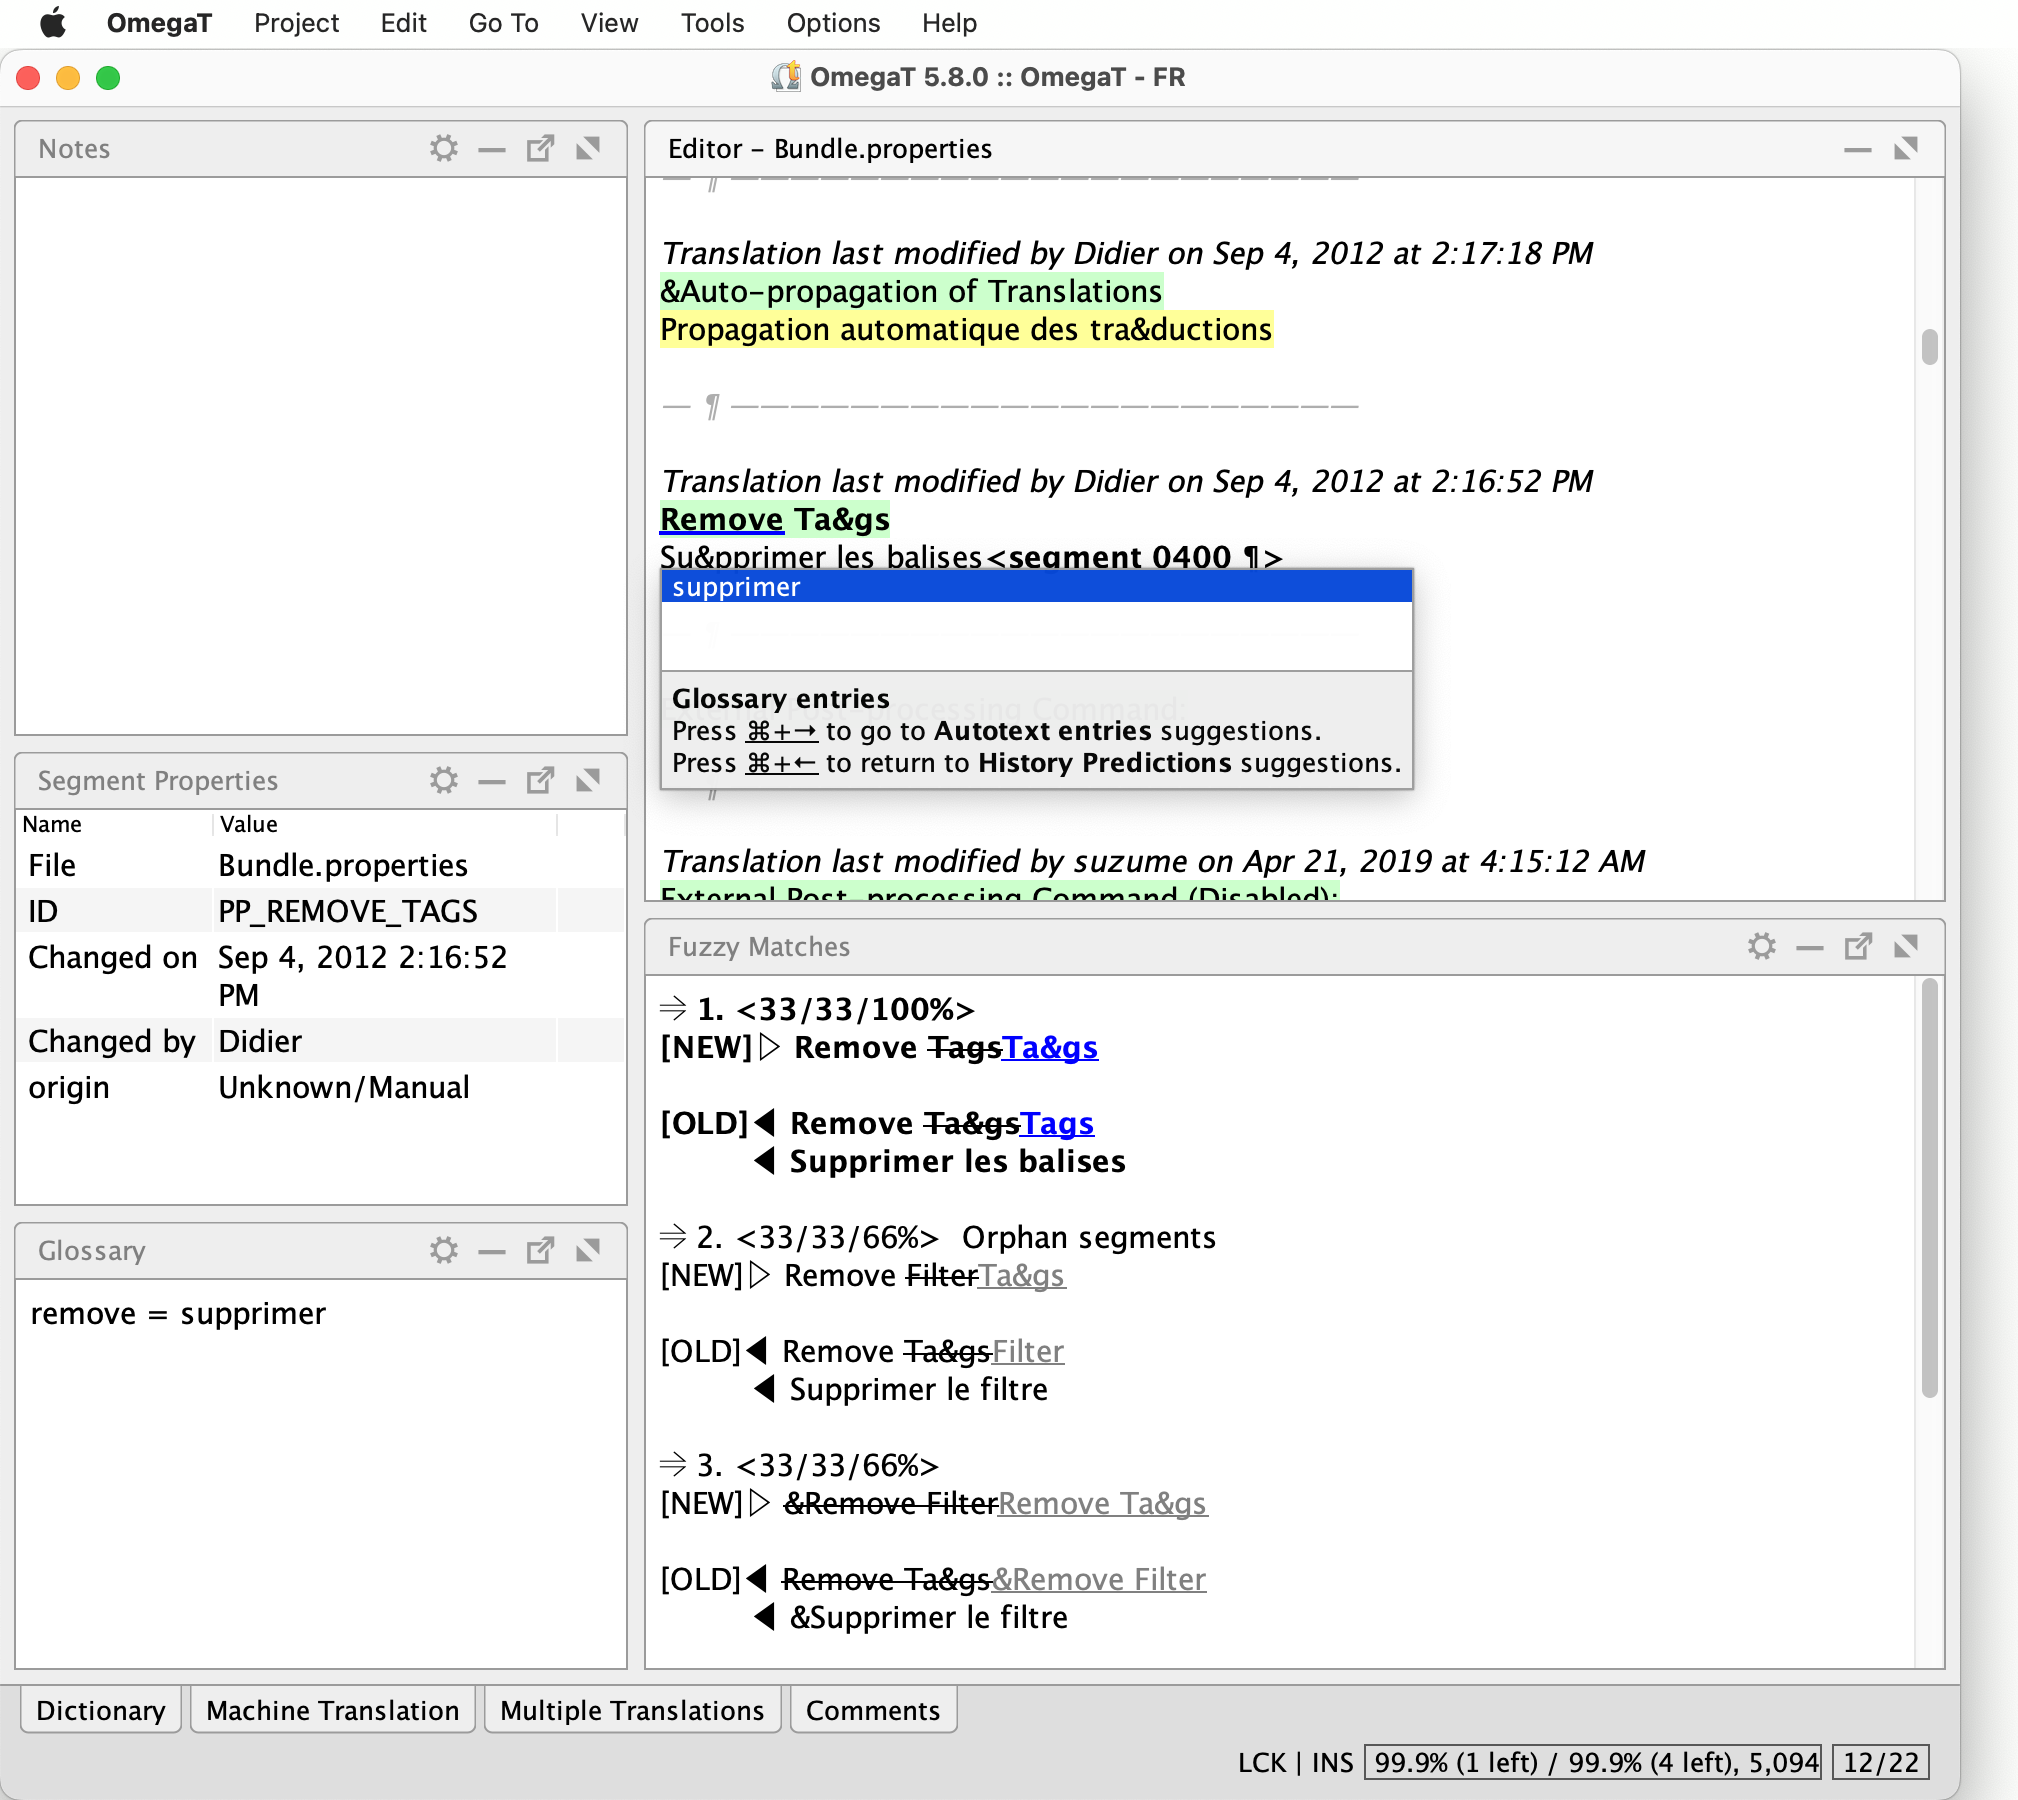 OmegaT Project Edit Go To View Tools Options Help
OmegaT 5.8.0 :: OmegaT - FR
Notes
Segment Properties
Name Value
File Bundle.properties
ID PP_REMOVE_TAGS
Changed on Sep 4, 2012 2:16:52
PM
Changed by Didier
origin Unknown/Manual
Glossary
remove = supprimer
Editor – Bundle.properties
— ¶ —————————————————————
Translation last modified by Didier on Sep 4, 2012 at 2:17:18 PM
&Auto-propagation of Translations
Propagation automatique des tra&ductions
— ¶ —————————————————————
Translation last modified by Didier on Sep 4, 2012 at 2:16:52 PM
Remove Ta&gs
Su&pprimer les balises<segment 0400 ¶>
supprimer
Glossary entries
External Post-processing Command:
Press ⌘+→ to go to Autotext entries suggestions.
Press ⌘+← to return to History Predictions suggestions.
¶
Translation last modified by suzume on Apr 21, 2019 at 4:15:12 AM
External Post-processing Command (Disabled):
Fuzzy Matches
⇒ 1. <33/33/100%>
[NEW]▷ Remove TagsTa&gs
[OLD]◀ Remove Ta&gsTags
◀ Supprimer les balises
⇒ 2. <33/33/66%> Orphan segments
[NEW]▷ Remove FilterTa&gs
[OLD]◀ Remove Ta&gsFilter
◀ Supprimer le filtre
⇒ 3. <33/33/66%>
[NEW]▷ &Remove FilterRemove Ta&gs
[OLD]◀ Remove Ta&gs&Remove Filter
◀ &Supprimer le filtre
Dictionary Machine Translation Multiple Translations Comments
LCK | INS 99.9% (1 left) / 99.9% (4 left), 5,094 12/22